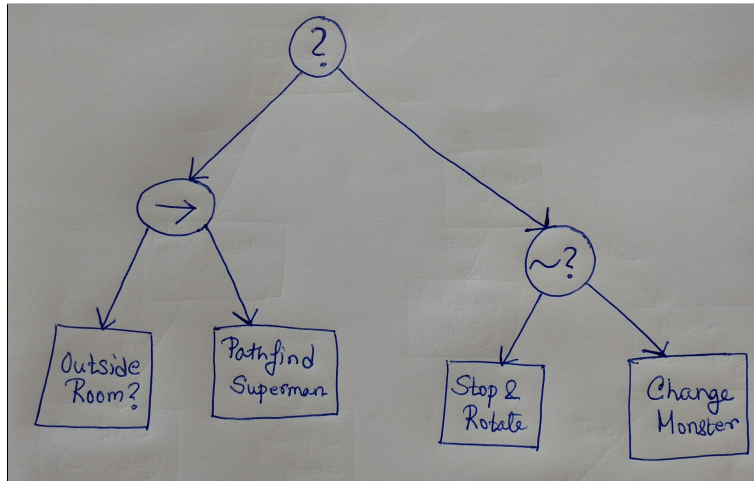 ?
→
~?
Outside
Room?
Pathfind
Superman
Stop &
Rotate
Change
Monster